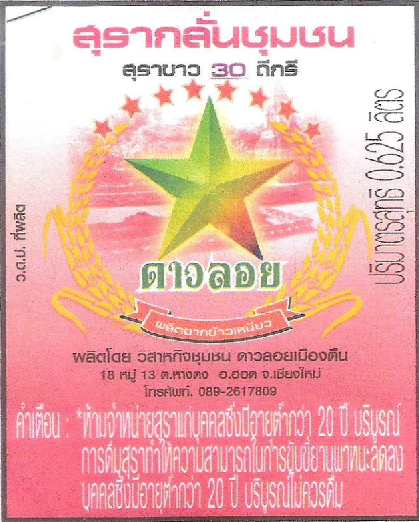 สุรากลั่นชุมชน
สุราขาว 30 ดีกรี
ปริมาตรสุทธิ 0.625 ลิตร
ว.ด.ป. ที่ผลิต
ดาวลอย
ผลิตจากข้าวเหนียว
ผลิตโดย วิสาหกิจชุมชน ดาวลอยเมืองตืน
18 หมู่ 13 ต.หางดง อ.ฮอด จ.เชียงใหม่
โทรศัพท์. 089-2617809
คำเตือน : *ห้ามจำหน่ายสุราแก่บุคคลซึ่งมีอายุต่ำกว่า 20 ปี บริบูรณ์
การดื่มสุราทำให้ความสามารถในการขับขี่ยานพาหนะลดลง
บุคคลซึ่งมีอายุต่ำกว่า 20 ปี บริบูรณ์ไม่ควรดื่ม